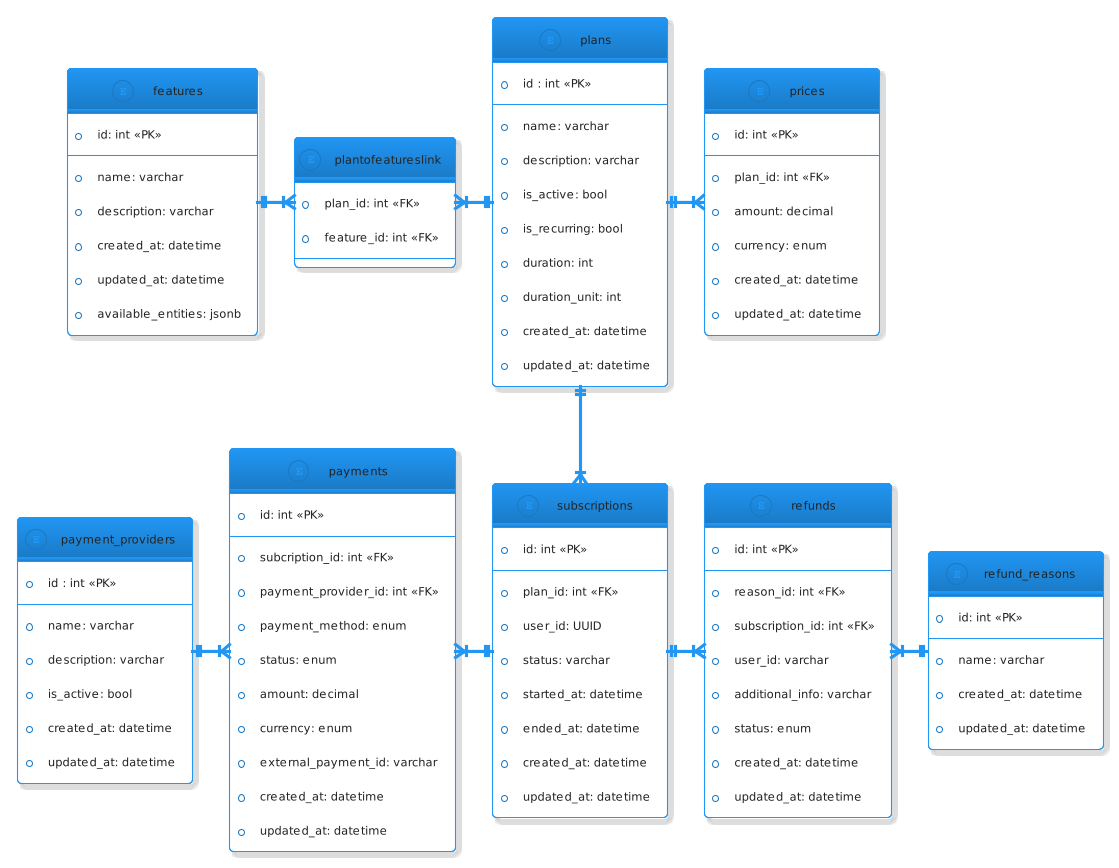 plans
id : int «PK»
name: varchar
description: varchar
is_active: bool
is_recurring: bool
duration: int
duration_unit: int
created_at: datetime
updated_at: datetime
E
features
id: int «PK»
name: varchar
description: varchar
created_at: datetime
updated_at: datetime
available_entities: jsonb
E
plantofeatureslink
plan_id: int «FK»
feature_id: int «FK»
E
prices
id: int «PK»
plan_id: int «FK»
amount: decimal
currency: enum
created_at: datetime
updated_at: datetime
E
payment_providers
id : int «PK»
name: varchar
description: varchar
is_active: bool
created_at: datetime
updated_at: datetime
E
payments
id: int «PK»
subcription_id: int «FK»
payment_provider_id: int «FK»
payment_method: enum
status: enum
amount: decimal
currency: enum
external_payment_id: varchar
created_at: datetime
updated_at: datetime
E
subscriptions
id: int «PK»
plan_id: int «FK»
user_id: UUID
status: varchar
started_at: datetime
ended_at: datetime
created_at: datetime
updated_at: datetime
E
refunds
id: int «PK»
reason_id: int «FK»
subscription_id: int «FK»
user_id: varchar
additional_info: varchar
status: enum
created_at: datetime
updated_at: datetime
E
refund_reasons
id: int «PK»
name: varchar
created_at: datetime
updated_at: datetime
E